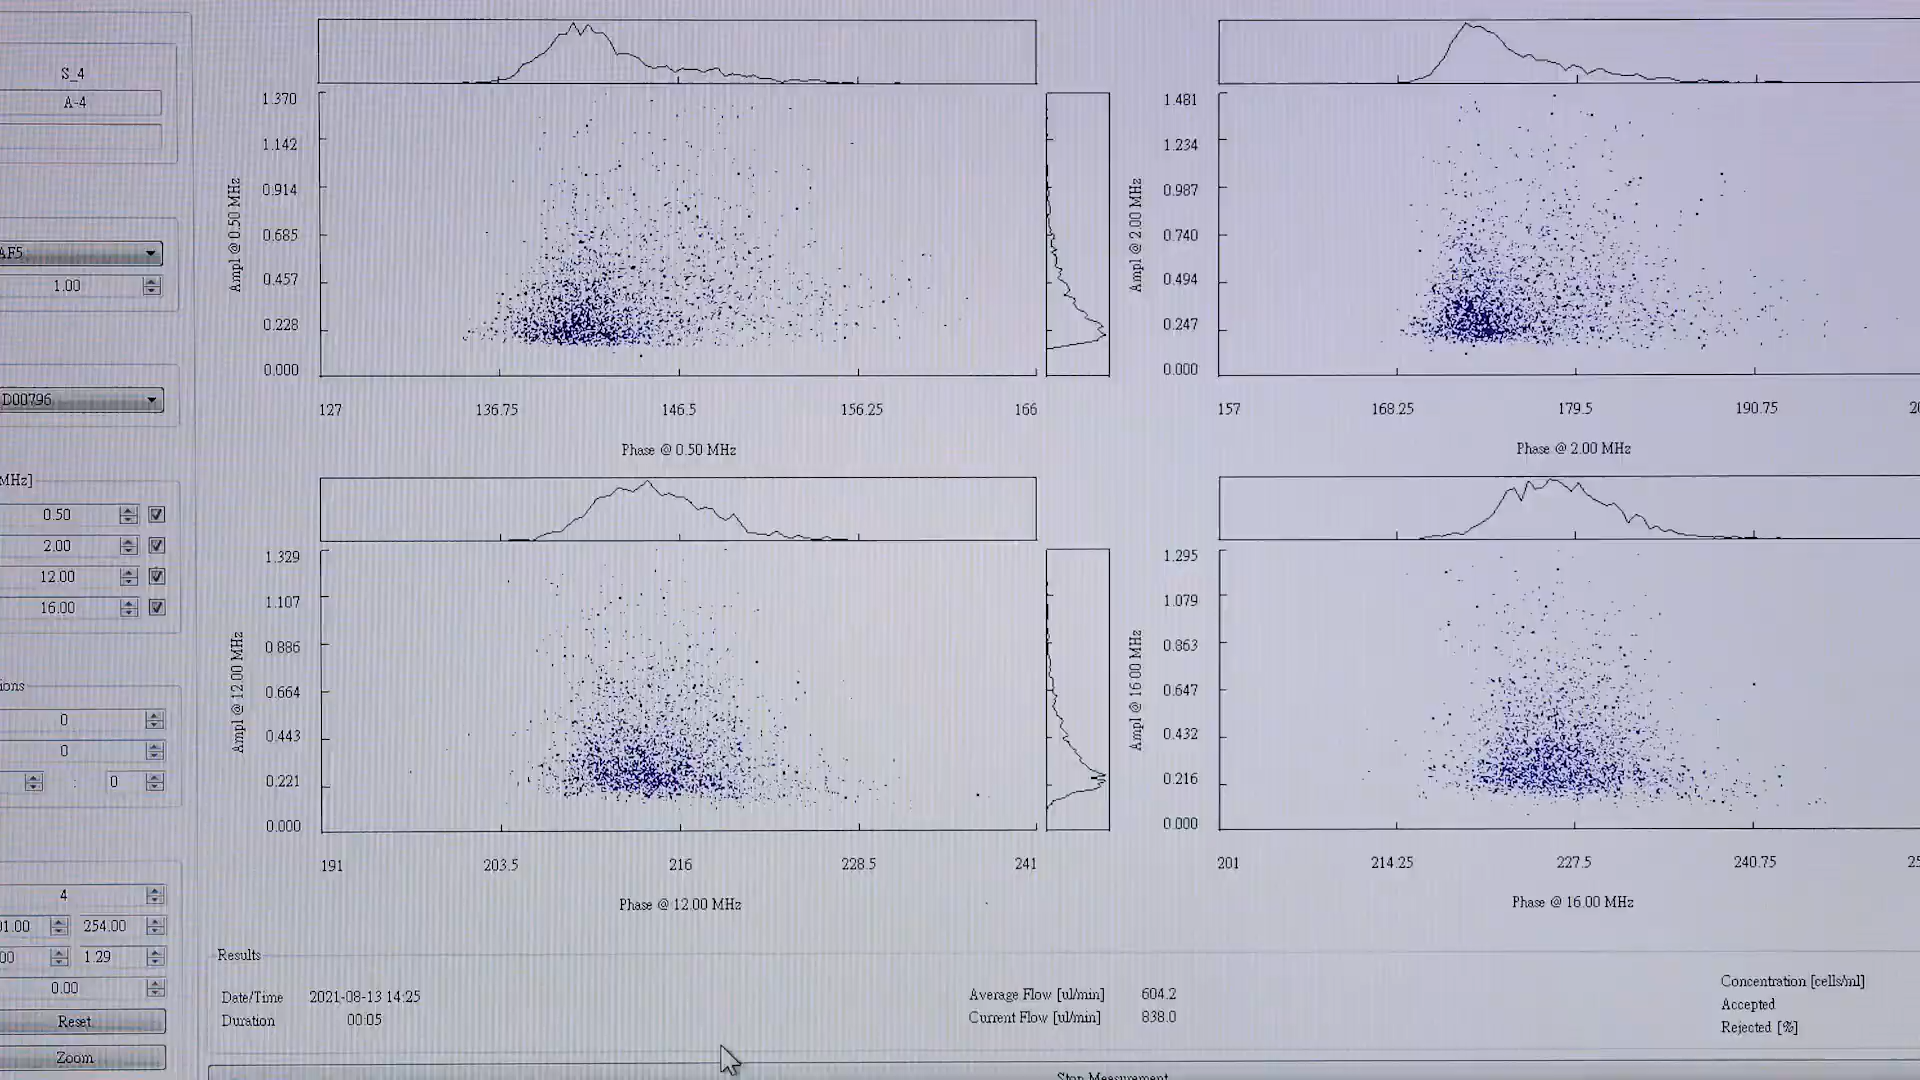 S_4
A-4
AF5
1.00
D00796
MHz]
0.50
2.00
12.00
16.00
ions
0
0
: 0
4
01.00 254.00
00 1.29
0.00
Reset
Zoom
1.370
1.142
0.914
0.685
0.457
0.228
0.000
Ampl @ 0.50 MHz
127 136.75 146.5 156.25 166
Phase @ 0.50 MHz
1.481
1.234
0.987
0.740
0.494
0.247
0.000
Ampl @ 2.00 MHz
157 168.25 179.5 190.75 20
Phase @ 2.00 MHz
1.329
1.107
0.886
0.664
0.443
0.221
0.000
Ampl @ 12.00 MHz
191 203.5 216 228.5 241
Phase @ 12.00 MHz
1.295
1.079
0.863
0.647
0.432
0.216
0.000
Ampl @ 16.00 MHz
201 214.25 227.5 240.75 25
Phase @ 16.00 MHz
Results
Date/Time 2021-08-13 14:25
Duration 00:05
Average Flow [ul/min] 604.2
Current Flow [ul/min] 838.0
Concentration [cells/ml]
Accepted
Rejected [%]
Stop Measurement